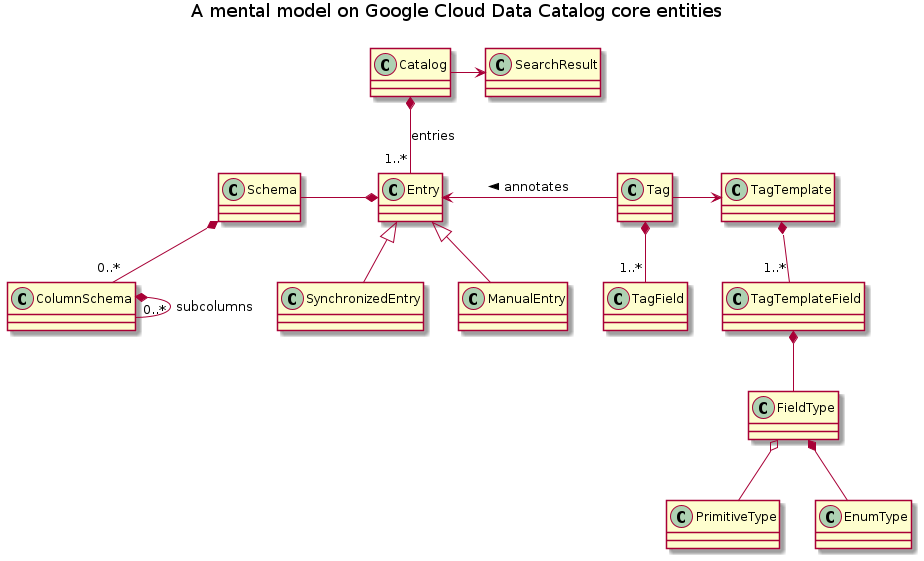 A mental model on Google Cloud Data Catalog core entities
C Catalog
C SearchResult
entries
1..*
C Schema
C Entry
◄ annotates
C Tag
C TagTemplate
0..*
1..*
1..*
C ColumnSchema
0..*
subcolumns
C SynchronizedEntry
C ManualEntry
C TagField
C TagTemplateField
C FieldType
C PrimitiveType
C EnumType